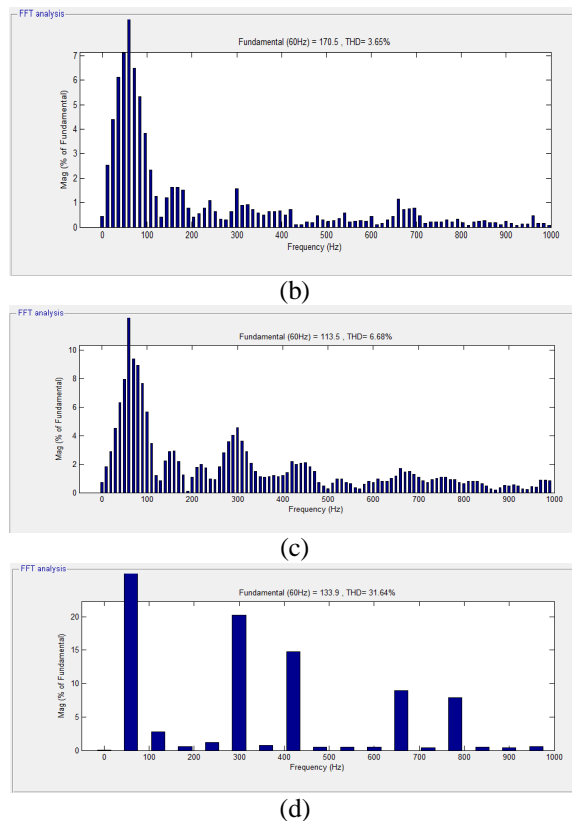 FFT analysis
Fundamental (60Hz) = 170.5 , THD= 3.65%
7
6
5
4
3
2
1
0
Mag (% of Fundamental)
0 100 200 300 400 500 600 700 800 900 1000
Frequency (Hz)
(b)
FFT analysis
Fundamental (60Hz) = 113.5 , THD= 6.68%
10
8
6
4
2
0
Mag (% of Fundamental)
0 100 200 300 400 500 600 700 800 900 1000
Frequency (Hz)
(c)
FFT analysis
Fundamental (60Hz) = 133.9 , THD= 31.64%
20
15
10
5
0
Mag (% of Fundamental)
0 100 200 300 400 500 600 700 800 900 1000
Frequency (Hz)
(d)